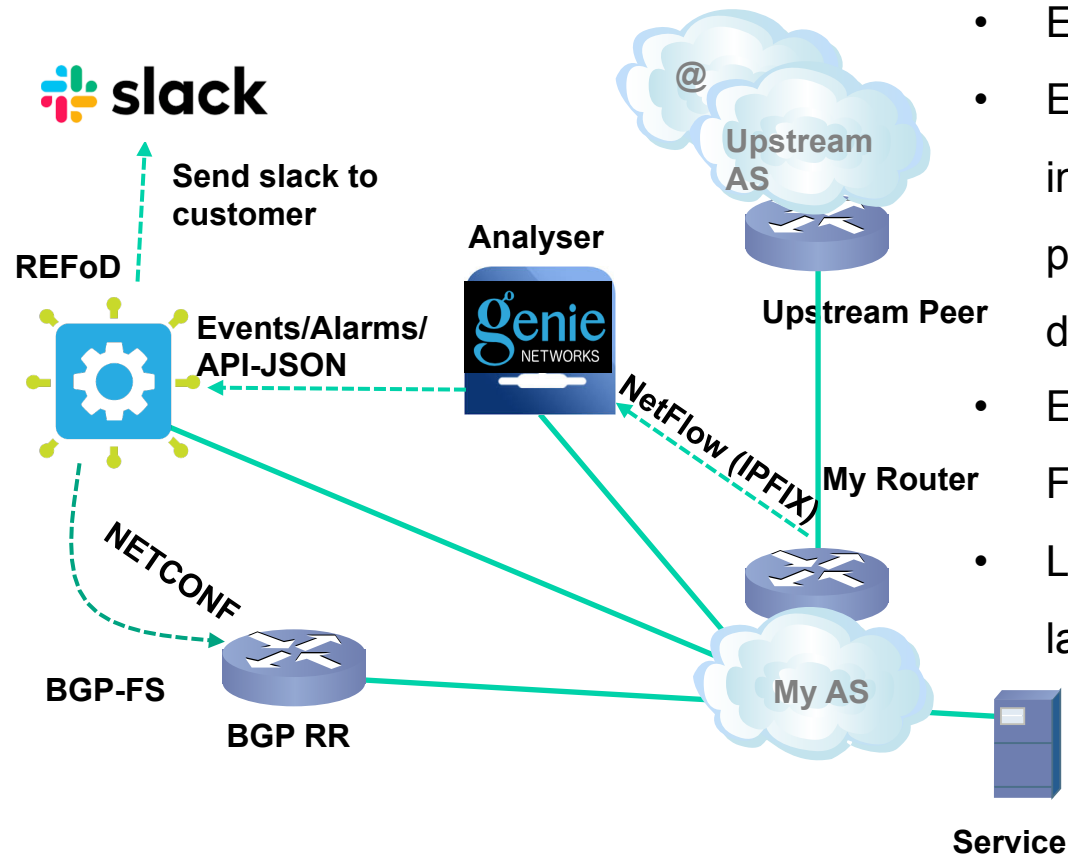 slack
Send slack to
customer
REFoD
Events/Alarms/
API-JSON
Analyser
Genie
NETWORKS
@
Upstream
AS
Upstream Peer
NetFlow (IPFIX)
My Router
NETCONF
BGP-FS
BGP RR
My AS
Service
• E
• E
p
d
• E
F
• L
la